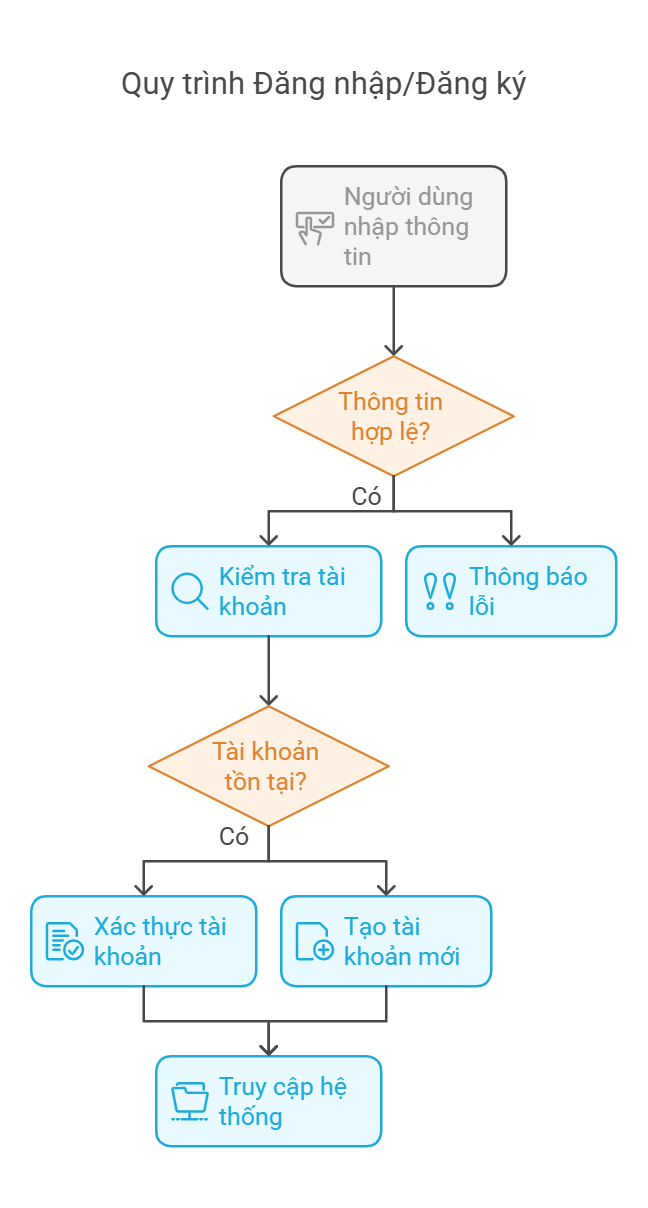 Quy trình Đăng nhập/Đăng ký
Người dùng
nhập thông
tin
Thông tin
hợp lệ?
Có
Kiểm tra tài
khoản
Thông báo
lỗi
Tài khoản
tồn tại?
Có
Xác thực tài
khoản
Tạo tài
khoản mới
Truy cập hệ
thống